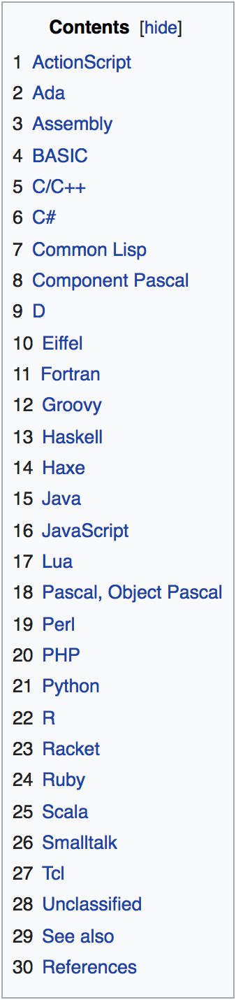 Contents [hide]
1 ActionScript
2 Ada
3 Assembly
4 BASIC
5 C/C++
6 C#
7 Common Lisp
8 Component Pascal
9 D
10 Eiffel
11 Fortran
12 Groovy
13 Haskell
14 Haxe
15 Java
16 JavaScript
17 Lua
18 Pascal, Object Pascal
19 Perl
20 PHP
21 Python
22 R
23 Racket
24 Ruby
25 Scala
26 Smalltalk
27 Tcl
28 Unclassified
29 See also
30 References